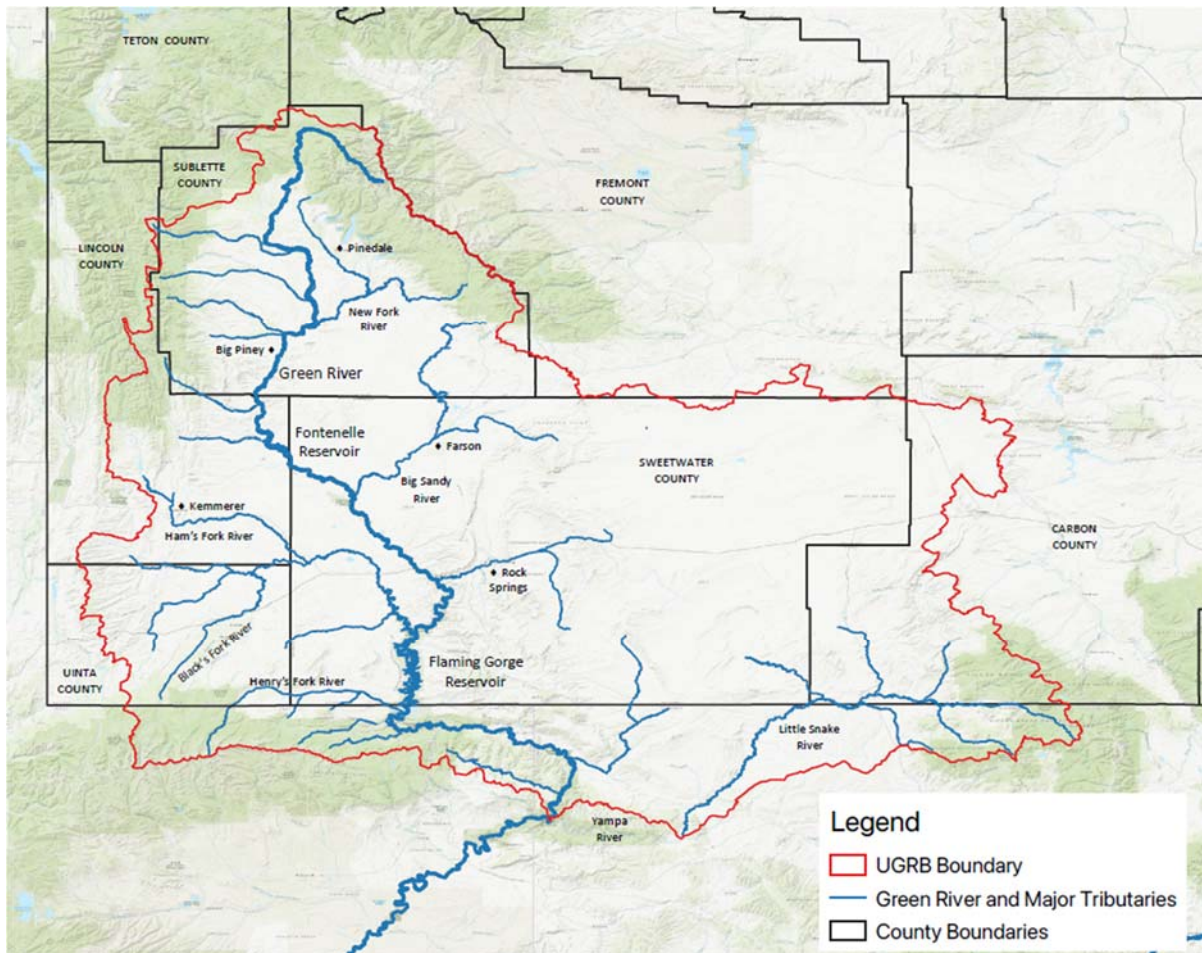 TETON COUNTY
SUBLETTE
COUNTY
FREMONT
COUNTY
LINCOLN
COUNTY
Pinedale
New Fork
River
Big Piney
Green River
Fontenelle
Reservoir
Farson
SWEETWATER
COUNTY
Big Sandy
River
Kemmerer
Ham's Fork River
CARBON
COUNTY
Rock
Springs
Black's Fork River
UINTA
COUNTY
Henry's Fork River
Flaming Gorge
Reservoir
Little Snake
River
Yampa
River
Legend
UGRB Boundary
Green River and Major Tributaries
County Boundaries